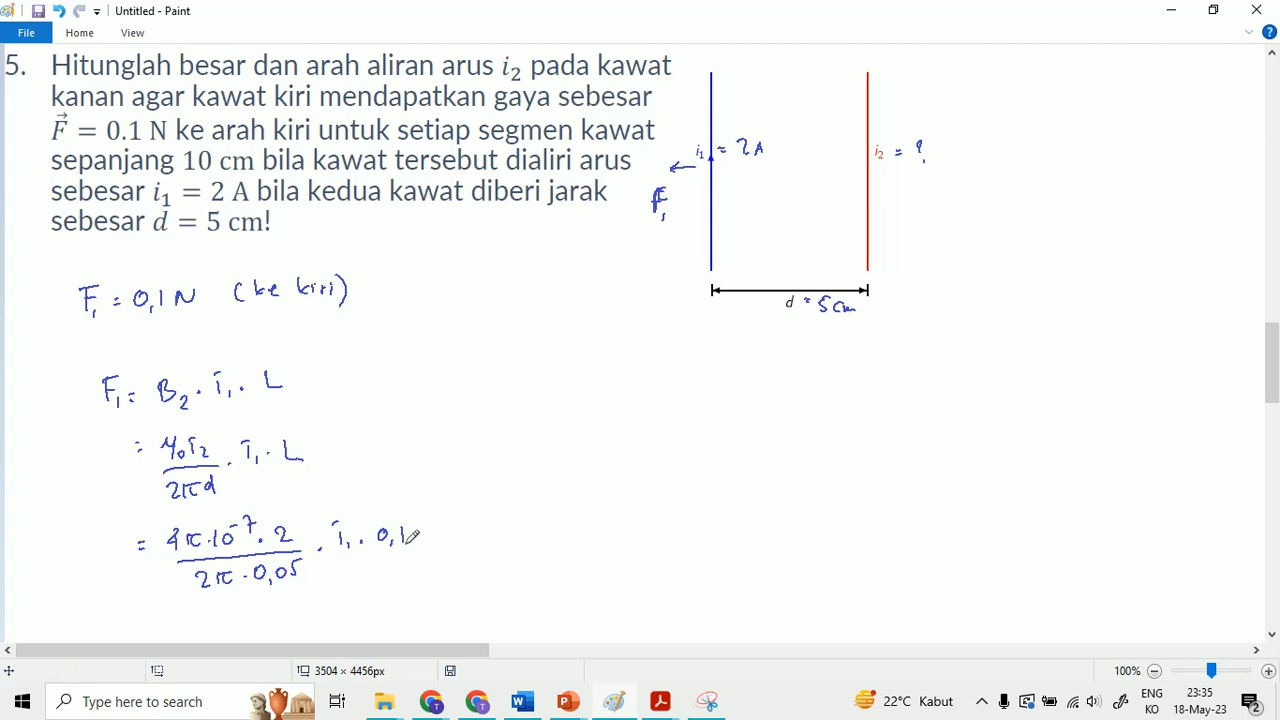 Untitled - Paint
File Home View
5. Hitunglah besar dan arah aliran arus i₂ pada kawat
kanan agar kawat kiri mendapatkan gaya sebesar
F⃗ = 0.1 N ke arah kiri untuk setiap segmen kawat
sepanjang 10 cm bila kawat tersebut dialiri arus
sebesar i₁ = 2 A bila kedua kawat diberi jarak
sebesar d = 5 cm!
i₁ = 2A
i₂ = ?
F₁
d = 5 cm
F₁ = 0,1 N (ke kiri)
F₁ = B₂ . i₁ . L
= μ₀i₂/2πd . i₁ . L
= 4π.10⁻⁷ . 2/2π . 0,05 . i₁ . 0,1
3504 × 4456px
100%
Type here to search
22°C Kabut
ENG
KO
23:35
18-May-23
2